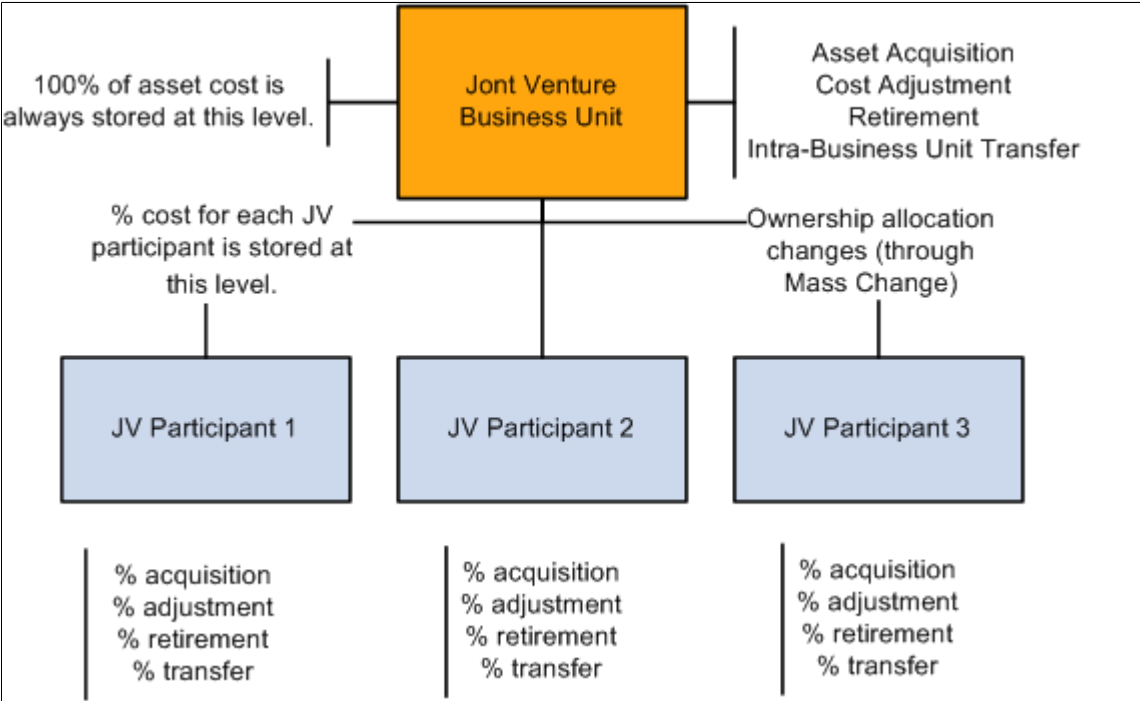 100% of asset cost is
always stored at this level.
Jont Venture
Business Unit
Asset Acquisition
Cost Adjustment
Retirement
Intra-Business Unit Transfer
% cost for each JV
participant is stored at
this level.
Ownership allocation
changes (through
Mass Change)
JV Participant 1
JV Participant 2
JV Participant 3
% acquisition
% adjustment
% retirement
% transfer
% acquisition
% adjustment
% retirement
% transfer
% acquisition
% adjustment
% retirement
% transfer